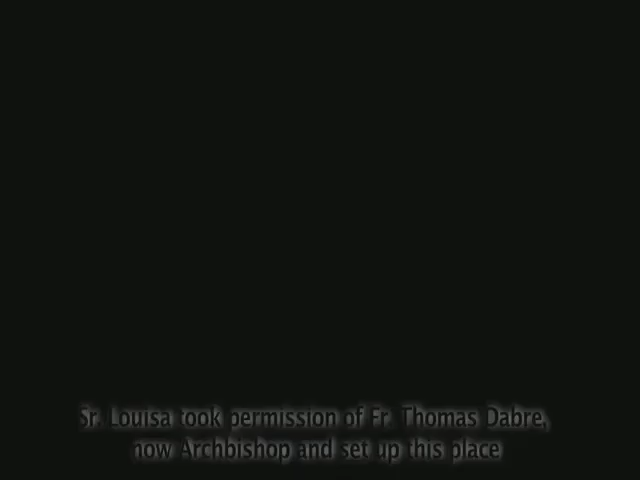 Sr. Louisa took permission of Fr. Thomas Dabre,
now Archbishop and set up this place